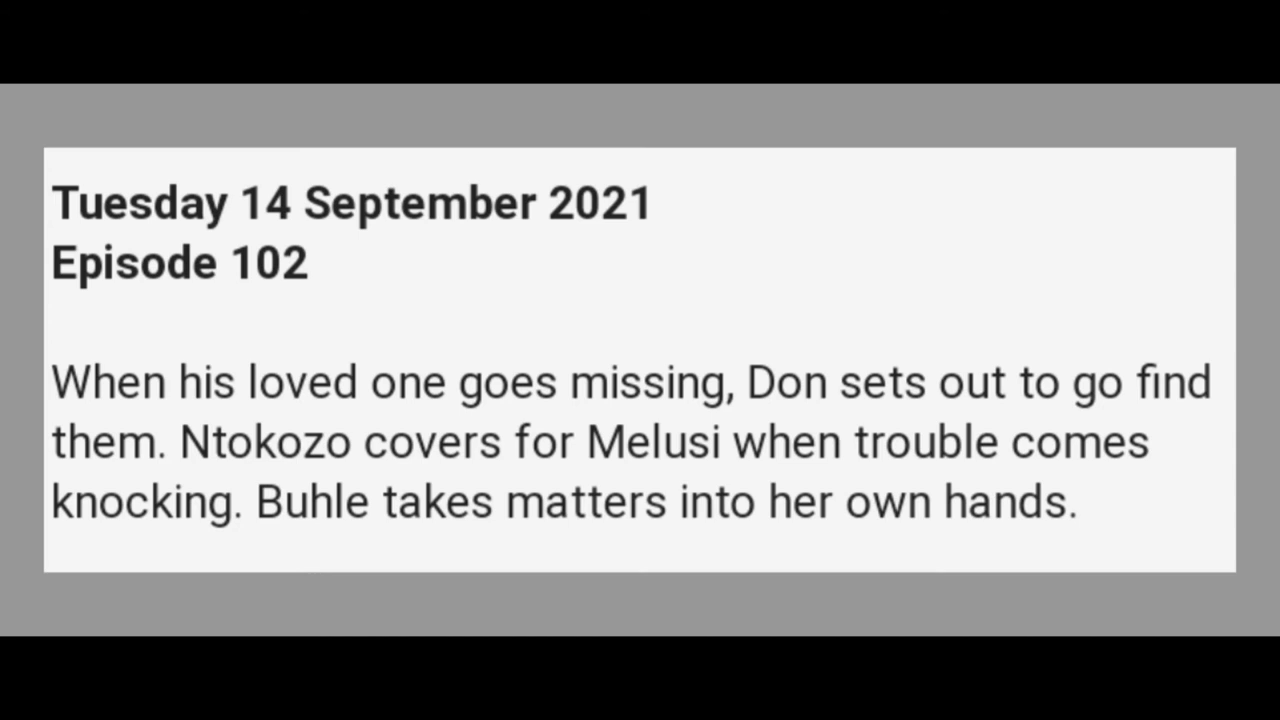 Tuesday 14 September 2021
Episode 102
When his loved one goes missing, Don sets out to go find
them. Ntokozo covers for Melusi when trouble comes
knocking. Buhle takes matters into her own hands.